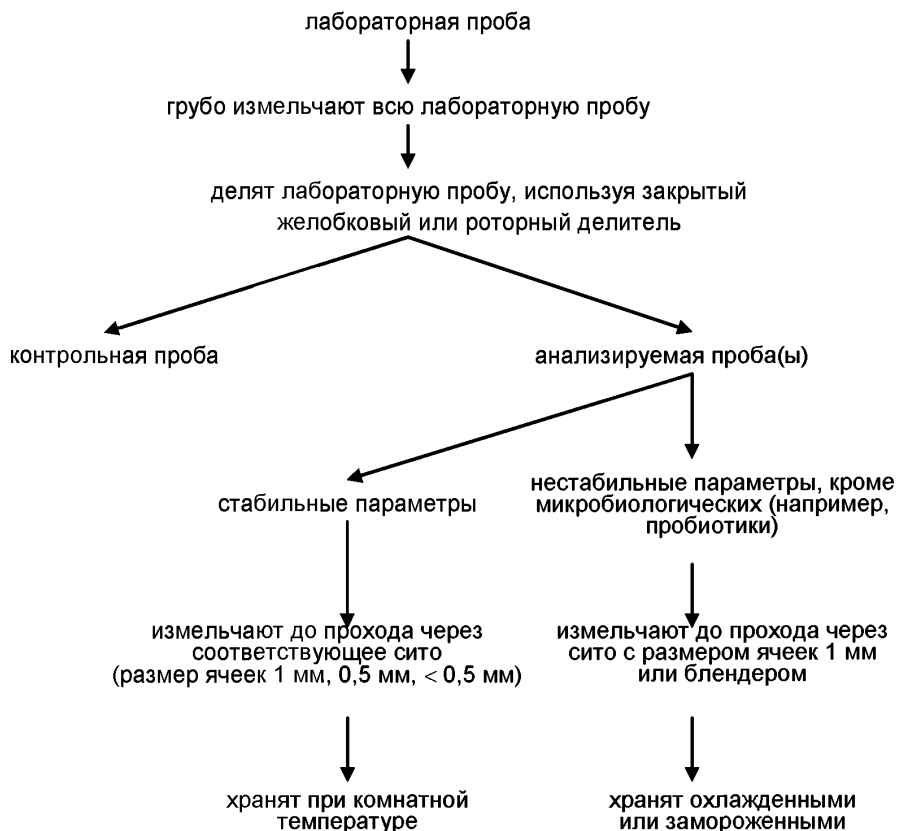 лабораторная проба
грубо измельчают всю лабораторную пробу
делят лабораторную пробу, используя закрытый
желобковый или роторный делитель
контрольная проба
анализируемая проба(ы)
стабильные параметры
нестабильные параметры, кроме
микробиологических (например,
пробиотики)
измельчают до прохода через
соответствующее сито
(размер ячеек 1 мм, 0,5 мм, < 0,5 мм)
измельчают до прохода через
сито с размером ячеек 1 мм
или блендером
хранят при комнатной
температуре
хранят охлажденными
или замороженными